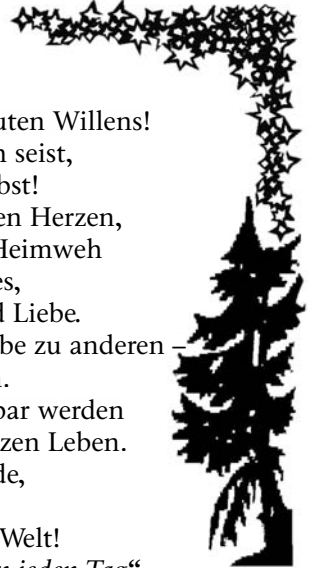 uten Willens!
n seist,
bst!
en Herzen,
Heimweh
es,
d Liebe.
be zu anderen –
n.
bar werden
zen Leben.
de,
Welt!
n jeden Tag“